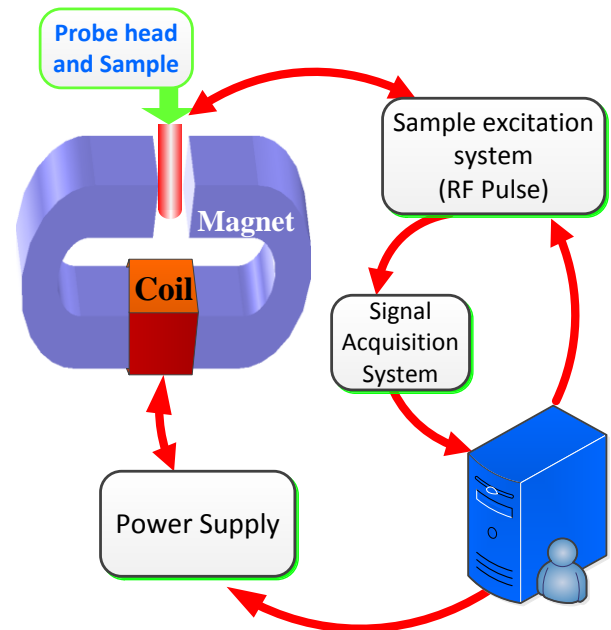 Probe head
and Sample
Sample excitation
system
(RF Pulse)
Magnet
Coil
Signal
Acquisition
System
Power Supply